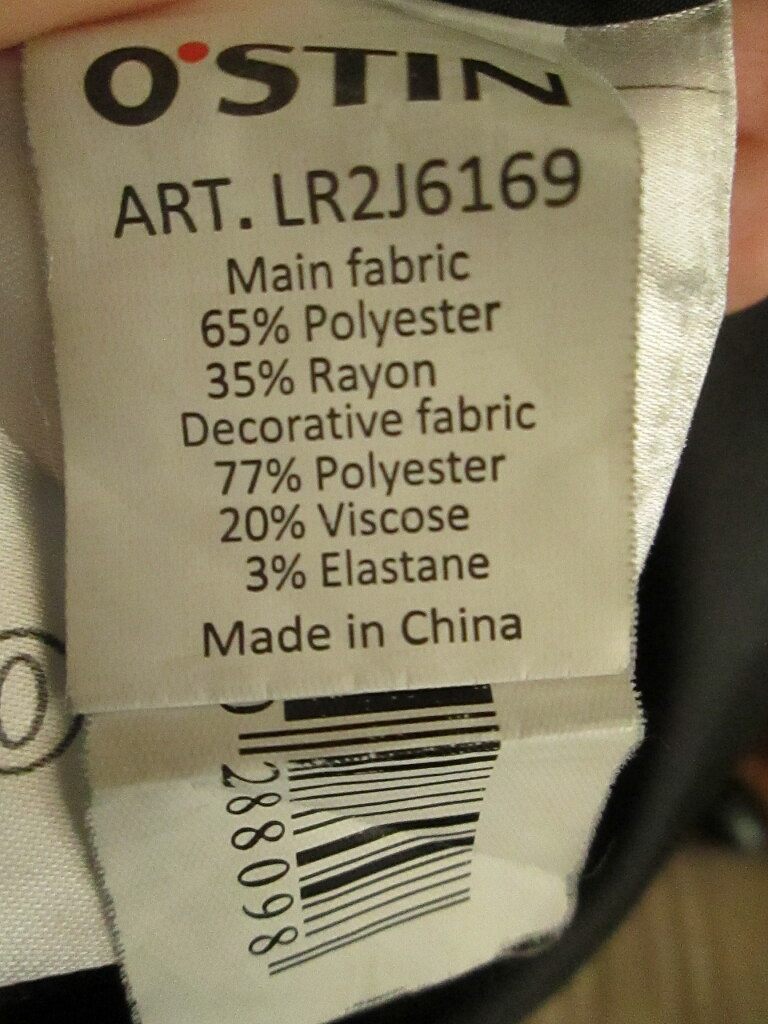 O'STIN
ART. LR2J6169
Main fabric
65% Polyester
35% Rayon
Decorative fabric
77% Polyester
20% Viscose
3% Elastane
Made in China
288098